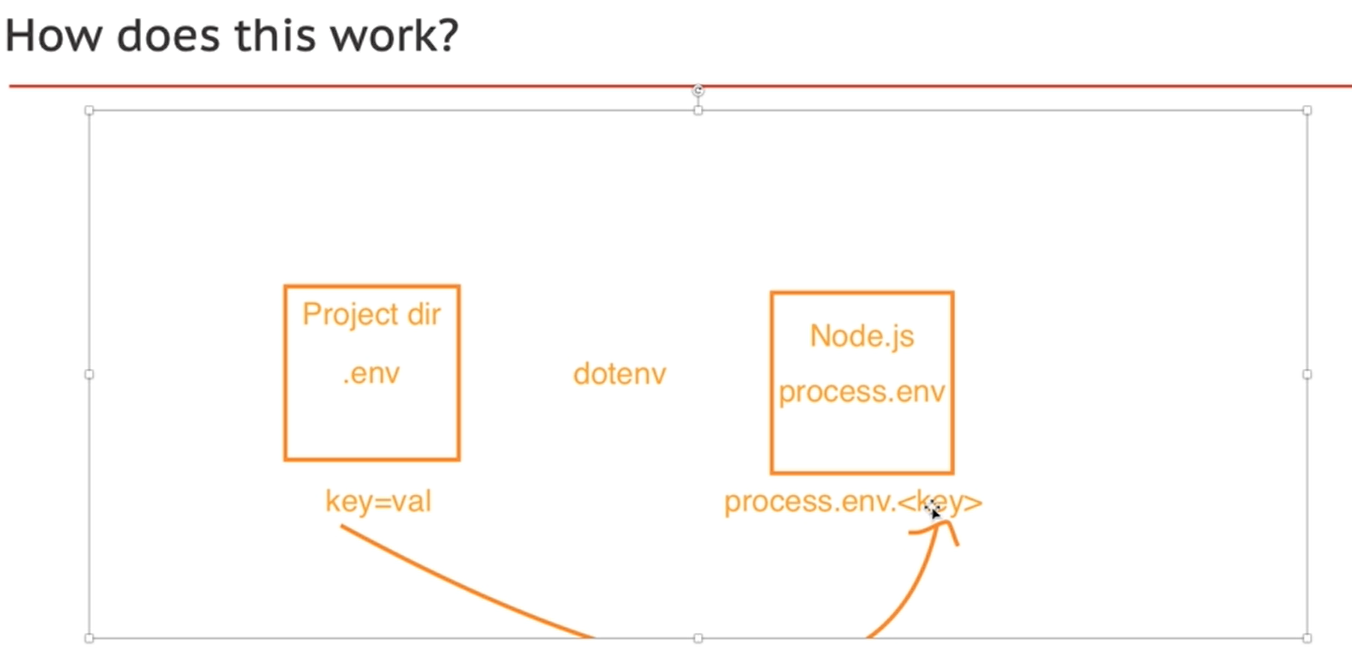 How does this work?
Project dir
.env
dotenv
Node.js
process.env
key=val
process.env.<key>